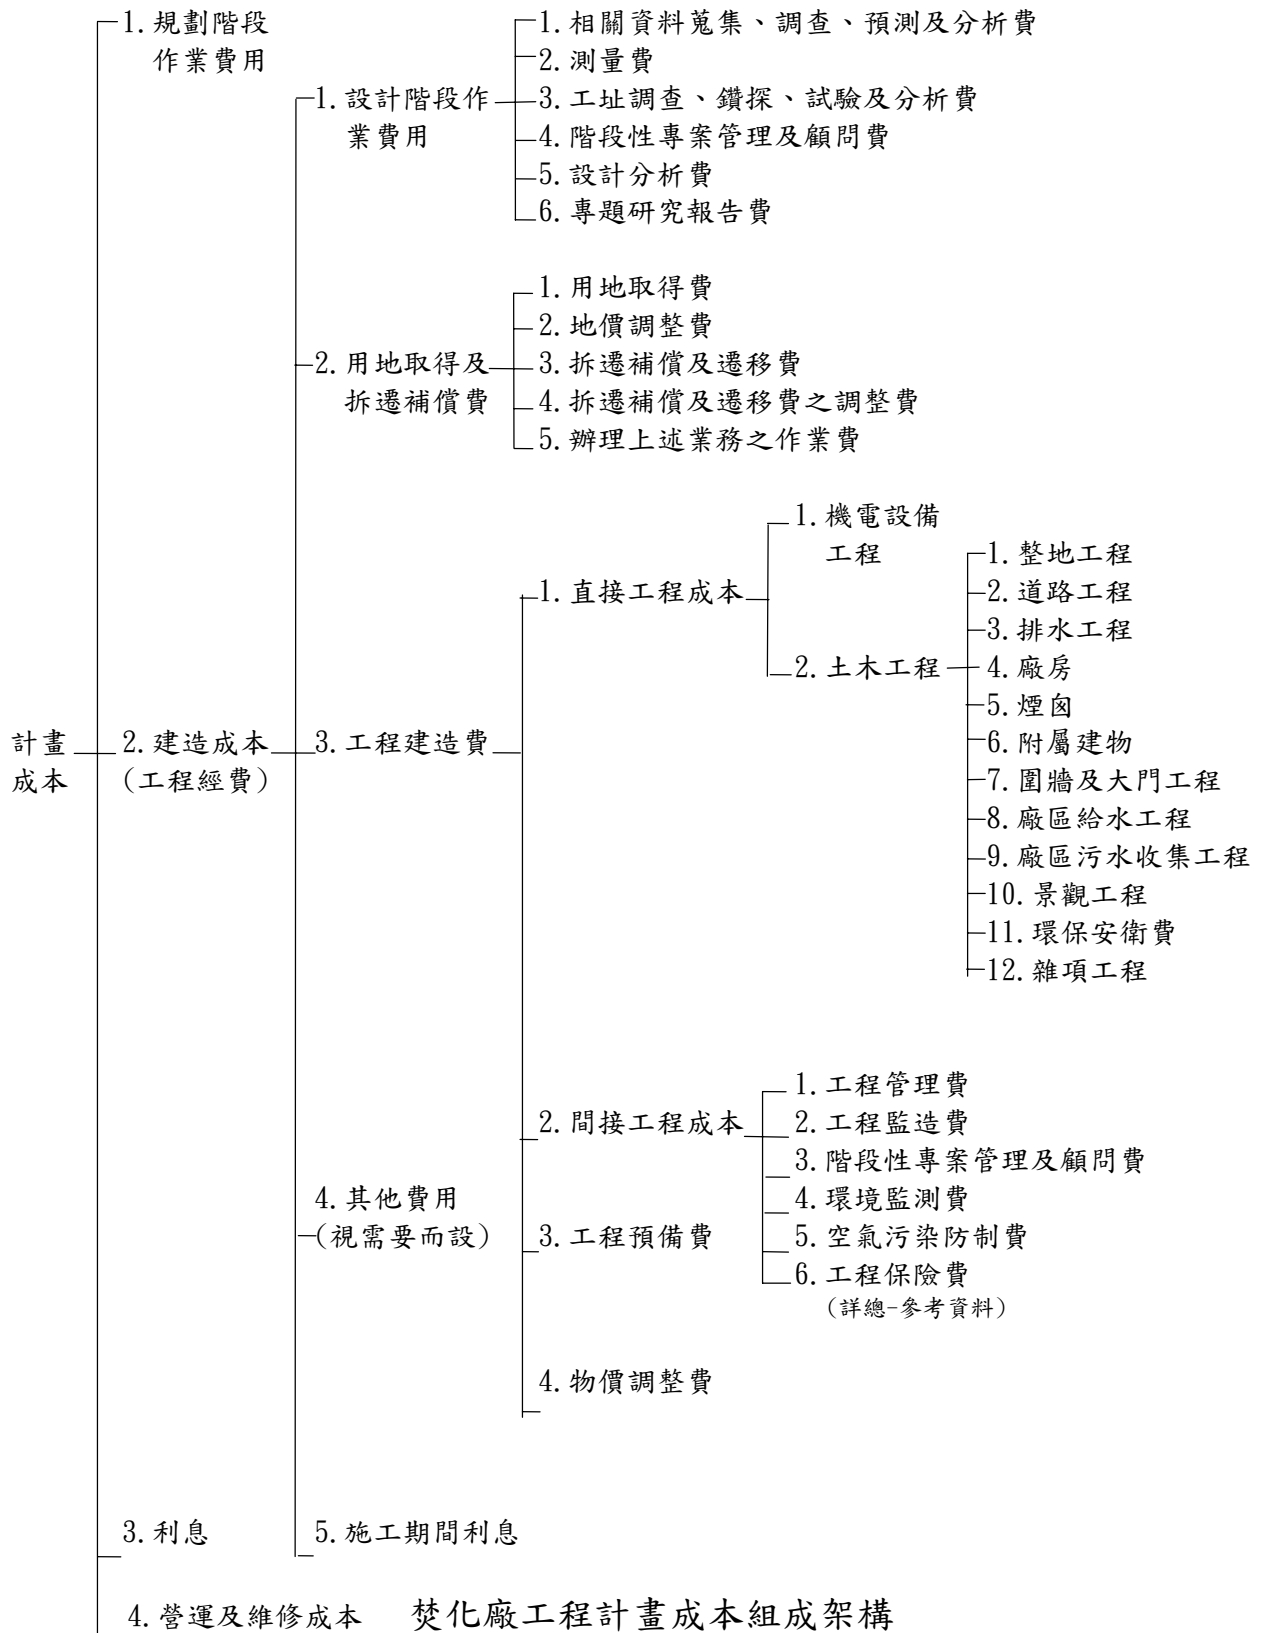 1.規劃階段
作業費用
1.設計階段作
業費用
1.相關資料蒐集、調查、預測及分析費
2.測量費
3.工址調查、鑽探、試驗及分析費
4.階段性專案管理及顧問費
5.設計分析費
6.專題研究報告費
2.用地取得及
拆遷補償費
1.用地取得費
2.地價調整費
3.拆遷補償及遷移費
4.拆遷補償及遷移費之調整費
5.辦理上述業務之作業費
計畫
成本
2.建造成本
(工程經費)
3.工程建造費
1.直接工程成本
1.機電設備
工程
2.土木工程
1.整地工程
2.道路工程
3.排水工程
4.廠房
5.煙囪
6.附屬建物
7.圍牆及大門工程
8.廠區給水工程
9.廠區污水收集工程
10.景觀工程
11.環保安衛費
12.雜項工程
2.間接工程成本
1.工程管理費
2.工程監造費
3.階段性專案管理及顧問費
4.環境監測費
5.空氣污染防制費
6.工程保險費
(詳總-參考資料)
3.工程預備費
4.物價調整費
4.其他費用
(視需要而設)
5.施工期間利息
3.利息
4.營運及維修成本
焚化廠工程計畫成本組成架構